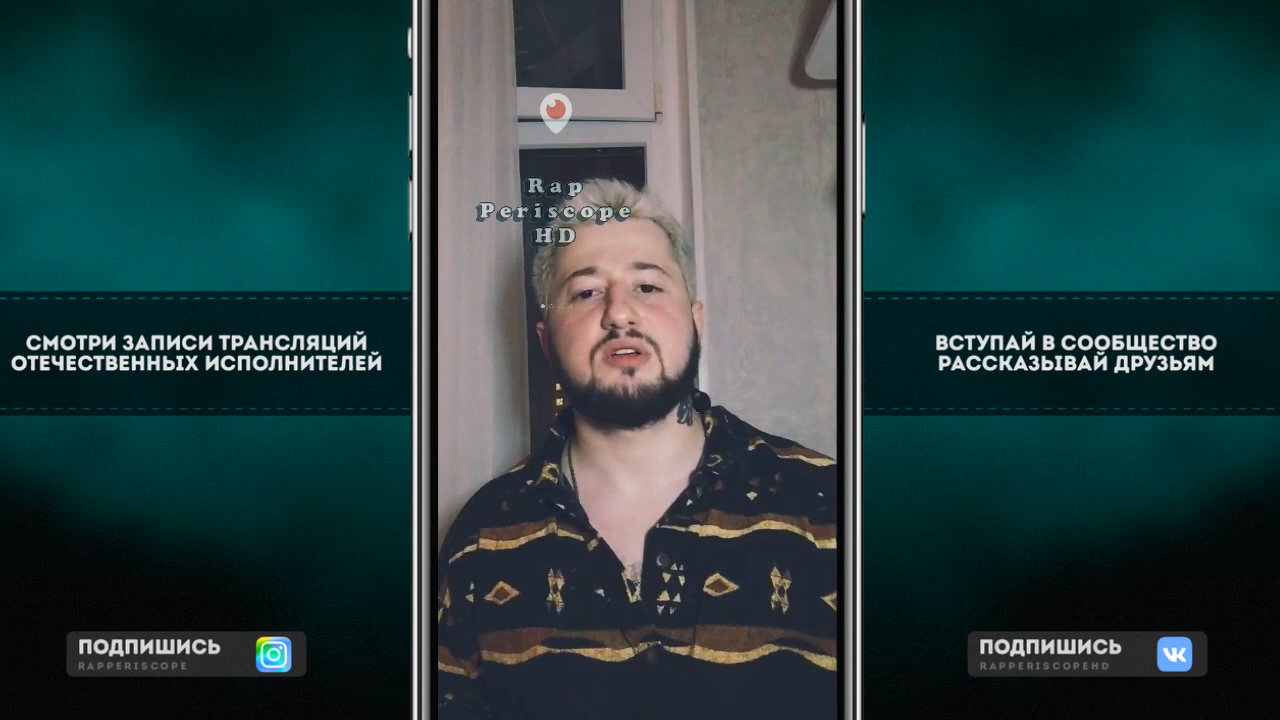 Rap
Periscope
HD
СМОТРИ ЗАПИСИ ТРАНСЛЯЦИЙ
ОТЕЧЕСТВЕННЫХ ИСПОЛНИТЕЛЕЙ
ВСТУПАЙ В СООБЩЕСТВО
РАССКАЗЫВАЙ ДРУЗЬЯМ
ПОДПИШИСЬ
RAPPERISCOPE
ПОДПИШИСЬ
RAPPERISCOPEHD